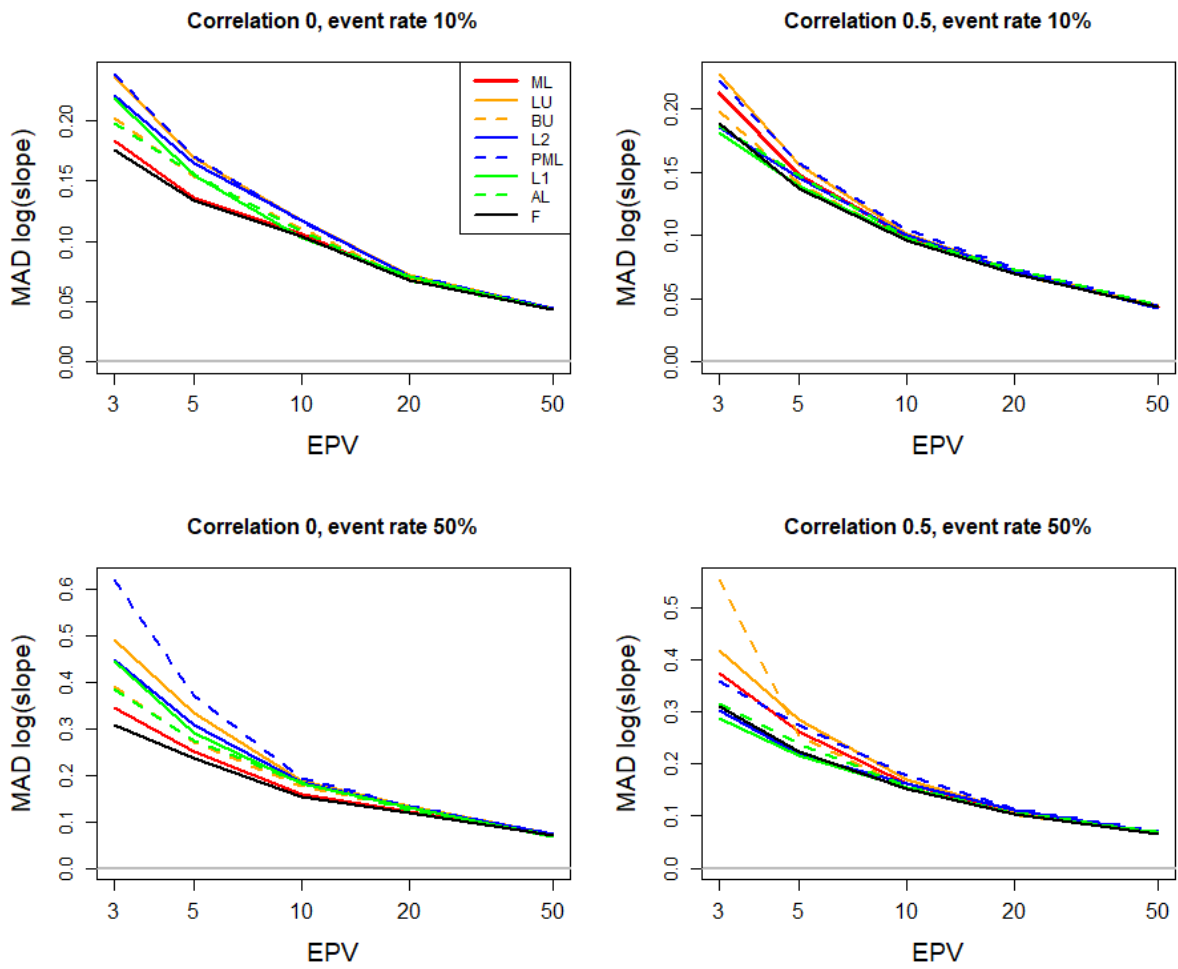 Correlation 0, event rate 10%
MAD log(slope)
0.00 0.05 0.10 0.15 0.20
ML
LU
BU
L2
PML
L1
AL
F
3 5 10 20 50
EPV
Correlation 0.5, event rate 10%
MAD log(slope)
0.00 0.05 0.10 0.15 0.20
3 5 10 20 50
EPV
Correlation 0, event rate 50%
MAD log(slope)
0.0 0.1 0.2 0.3 0.4 0.5 0.6
3 5 10 20 50
EPV
Correlation 0.5, event rate 50%
MAD log(slope)
0.0 0.1 0.2 0.3 0.4 0.5
3 5 10 20 50
EPV